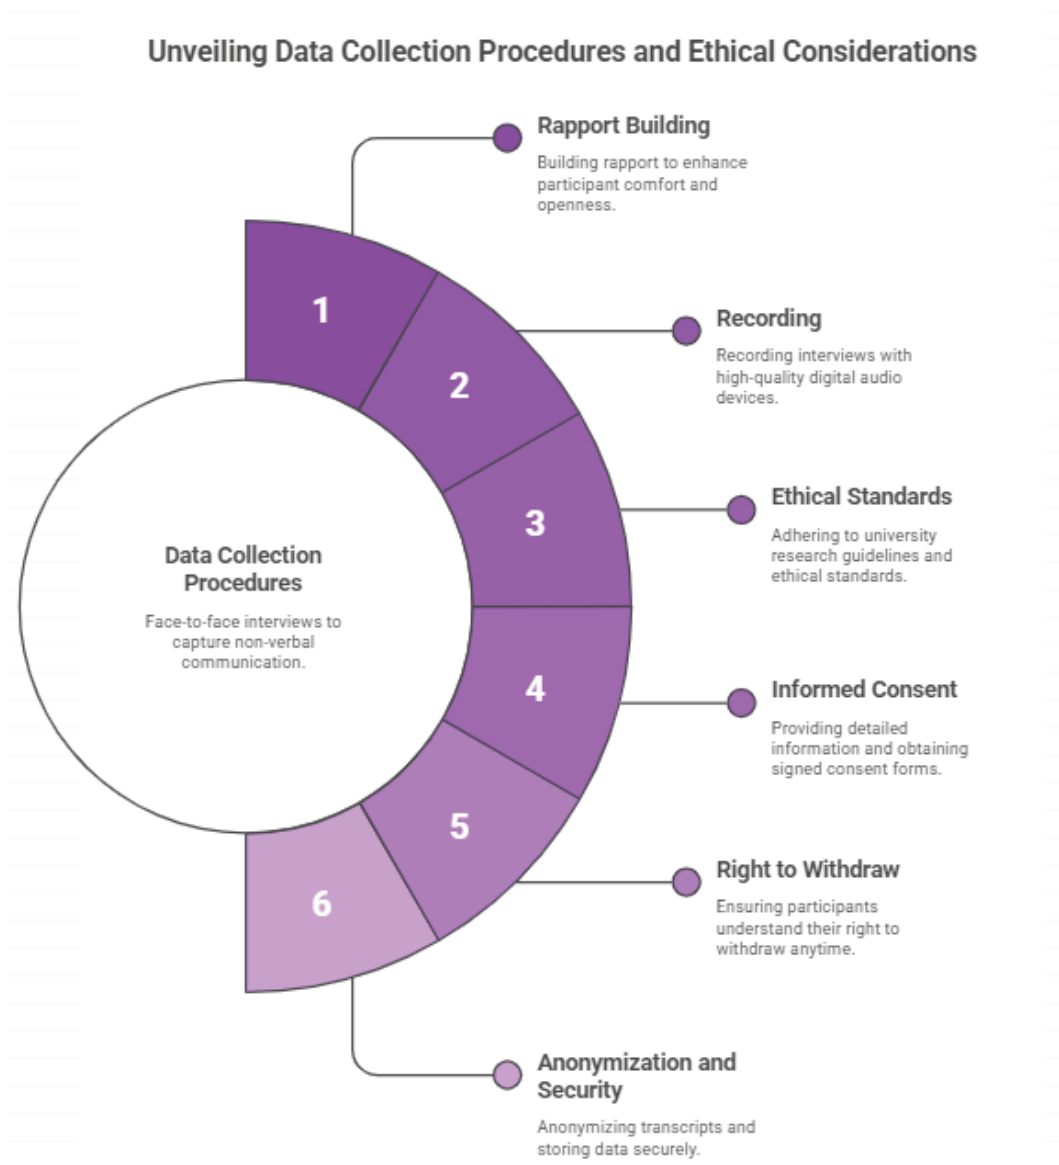 Unveiling Data Collection Procedures and Ethical Considerations
Rapport Building
Building rapport to enhance
participant comfort and
openness.
1
2
Recording
Recording interviews with
high-quality digital audio
devices.
3
Ethical Standards
Adhering to university
research guidelines and
ethical standards.
Data Collection
Procedures
Face-to-face interviews to
capture non-verbal
communication.
4
Informed Consent
Providing detailed
information and obtaining
signed consent forms.
5
Right to Withdraw
Ensuring participants
understand their right to
withdraw anytime.
6
Anonymization and
Security
Anonymizing transcripts and
storing data securely.